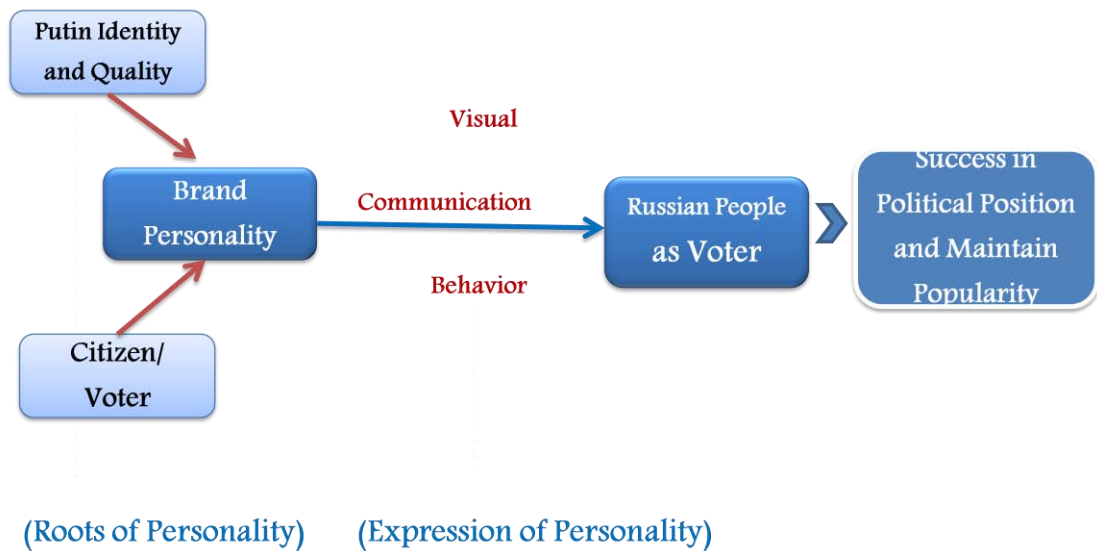 Putin Identity
and Quality
Visual
Brand
Personality
Communication
Russian People
as Voter
Success in
Political Position
and Maintain
Popularity
Behavior
Citizen/
Voter
(Roots of Personality)
(Expression of Personality)